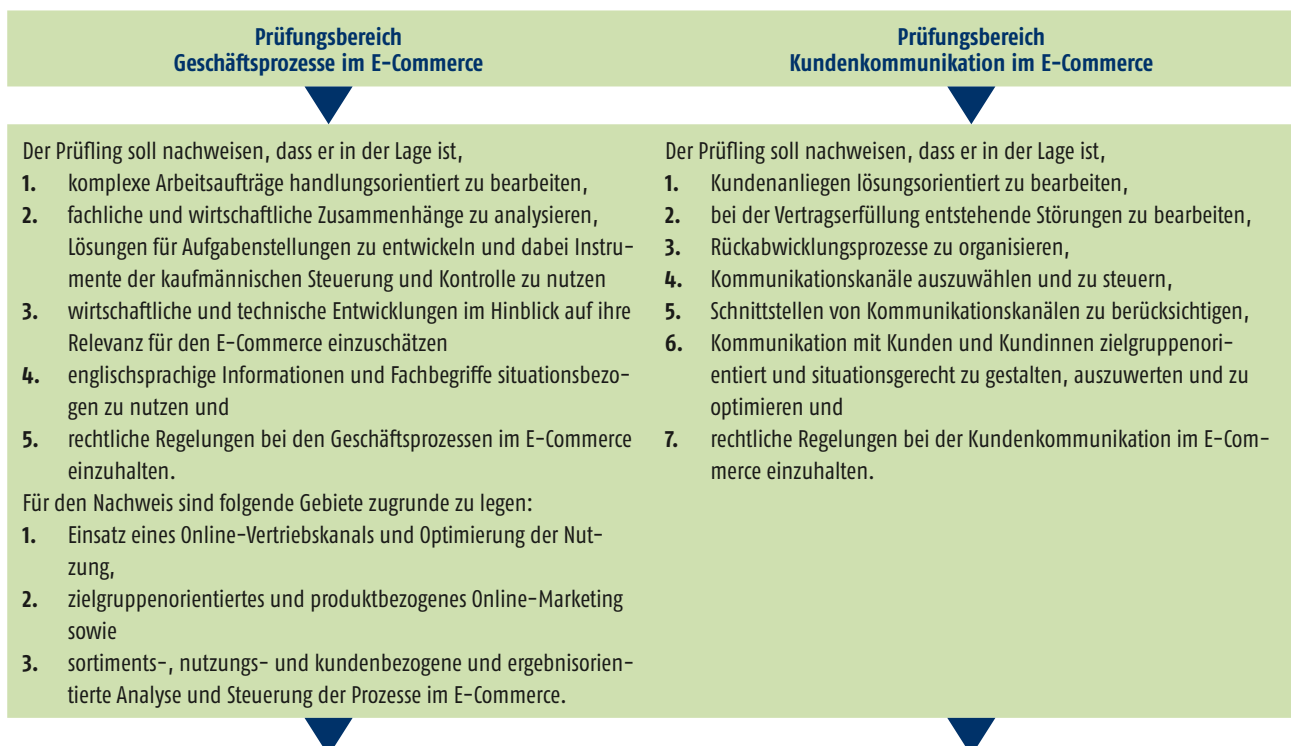 Prüfungsbereich
Geschäftsprozesse im E-Commerce
Der Prüfling soll nachweisen, dass er in der Lage ist,
1. komplexe Arbeitsaufträge handlungsorientiert zu bearbeiten,
2. fachliche und wirtschaftliche Zusammenhänge zu analysieren,
Lösungen für Aufgabenstellungen zu entwickeln und dabei Instru-
mente der kaufmännischen Steuerung und Kontrolle zu nutzen
3. wirtschaftliche und technische Entwicklungen im Hinblick auf ihre
Relevanz für den E-Commerce einzuschätzen
4. englischsprachige Informationen und Fachbegriffe situationsbezo-
gen zu nutzen und
5. rechtliche Regelungen bei den Geschäftsprozessen im E-Commerce
einzuhalten.
Für den Nachweis sind folgende Gebiete zugrunde zu legen:
1. Einsatz eines Online-Vertriebskanals und Optimierung der Nut-
zung,
2. zielgruppenorientiertes und produktbezogenes Online-Marketing
sowie
3. sortiments-, nutzungs- und kundenbezogene und ergebnisorien-
tierte Analyse und Steuerung der Prozesse im E-Commerce.
Prüfungsbereich
Kundenkommunikation im E-Commerce
Der Prüfling soll nachweisen, dass er in der Lage ist,
1. Kundenanliegen lösungsorientiert zu bearbeiten,
2. bei der Vertragserfüllung entstehende Störungen zu bearbeiten,
3. Rückabwicklungsprozesse zu organisieren,
4. Kommunikationskanäle auszuwählen und zu steuern,
5. Schnittstellen von Kommunikationskanälen zu berücksichtigen,
6. Kommunikation mit Kunden und Kundinnen zielgruppenori-
entiert und situationsgerecht zu gestalten, auszuwerten und zu
optimieren und
7. rechtliche Regelungen bei der Kundenkommunikation im E-Com-
merce einzuhalten.